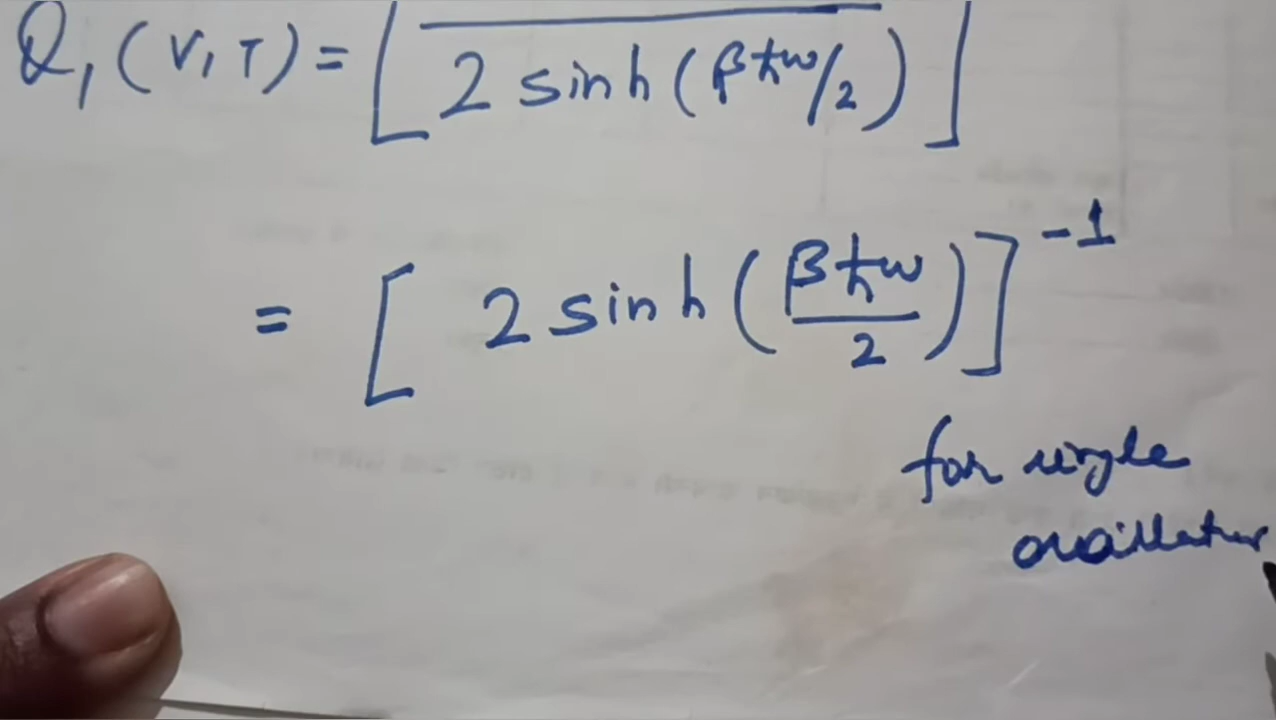 Q₁ (V, T) = [ 2 sinh (βħω/2) ]
= [ 2 sinh (βħω/2) ]⁻¹
for single
oscillator